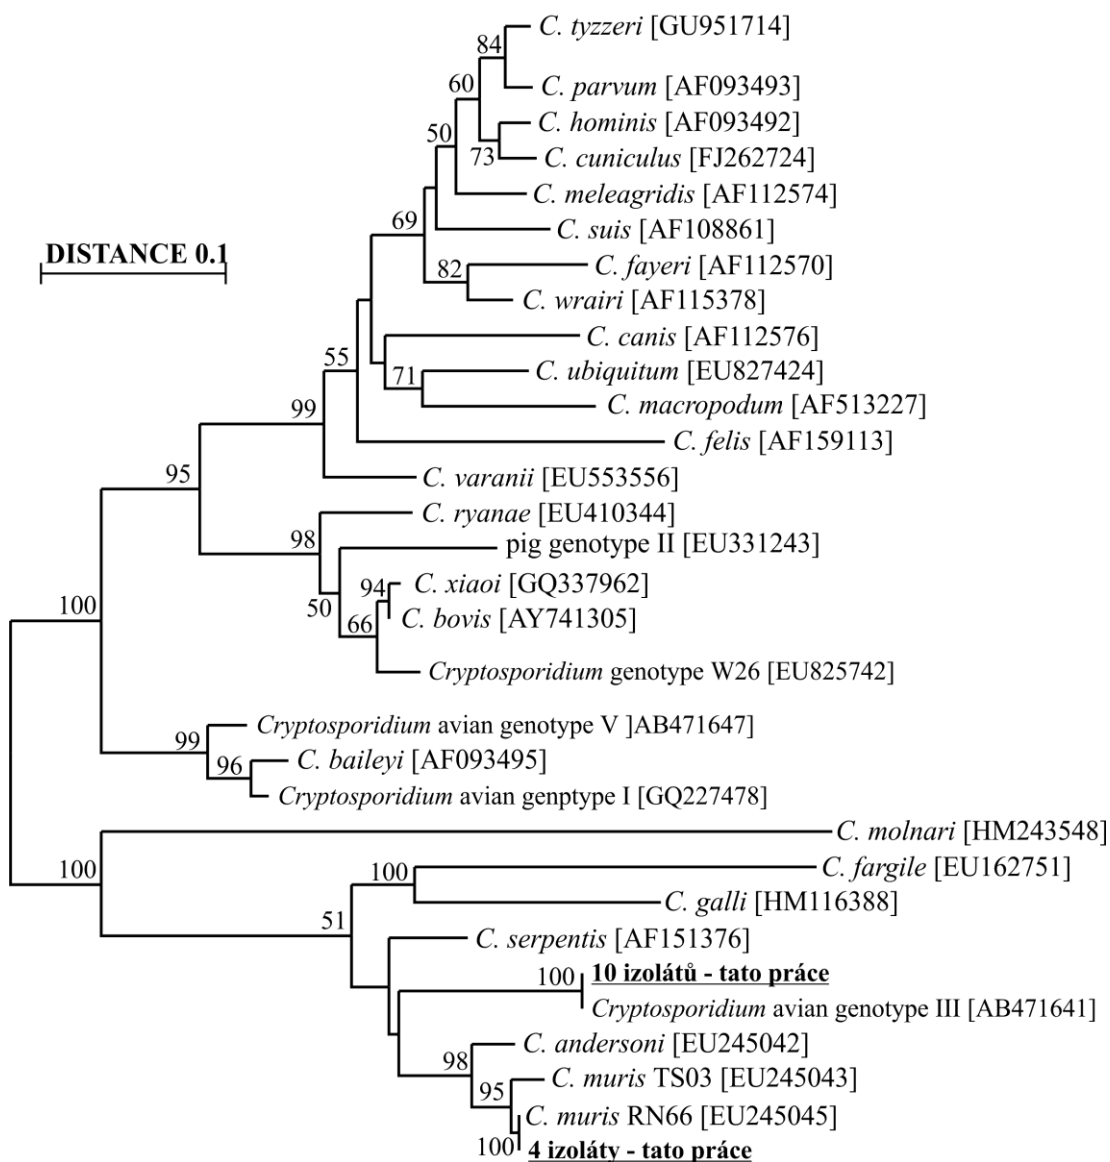 C. tyzzeri [GU951714]
84
C. parvum [AF093493]
60
C. hominis [AF093492]
50
73
C. cuniculus [FJ262724]
C. meleagridis [AF112574]
69
C. suis [AF108861]
DISTANCE 0.1
C. fayeri [AF112570]
82
C. wrairi [AF115378]
C. canis [AF112576]
55
C. ubiquitum [EU827424]
71
C. macropodum [AF513227]
99
C. felis [AF159113]
95
C. varanii [EU553556]
C. ryanae [EU410344]
98
pig genotype II [EU331243]
94
C. xiaoi [GQ337962]
100
50
C. bovis [AY741305]
66
Cryptosporidium genotype W26 [EU825742]
Cryptosporidium avian genotype V ]AB471647]
99
C. baileyi [AF093495]
96
Cryptosporidium avian genptype I [GQ227478]
C. molnari [HM243548]
100
100
C. fargile [EU162751]
C. galli [HM116388]
51
C. serpentis [AF151376]
100
10 izolátů - tato práce
Cryptosporidium avian genotype III [AB471641]
C. andersoni [EU245042]
98
C. muris TS03 [EU245043]
95
C. muris RN66 [EU245045]
100
4 izoláty - tato práce